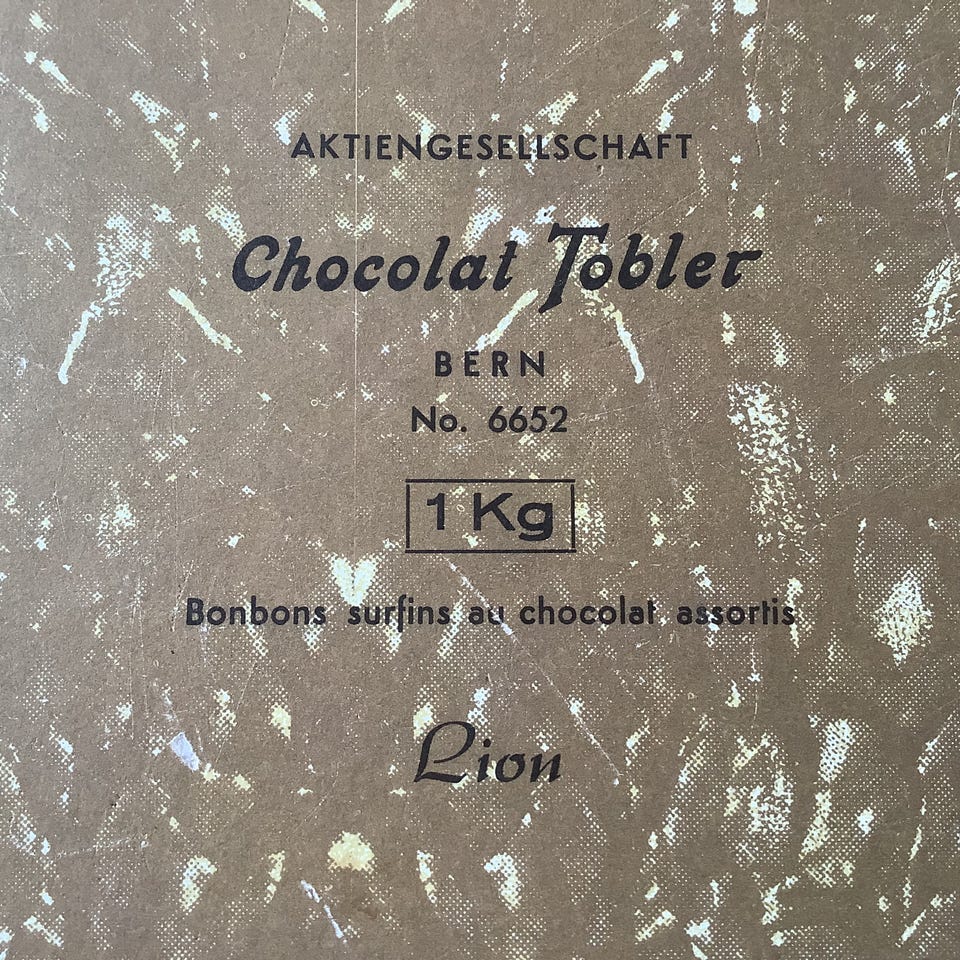 AKTIENGESELLSCHAFT
Chocolat Tobler
BERN
No. 6652
1 Kg
Bonbons surfins au chocolat assortis
Lion